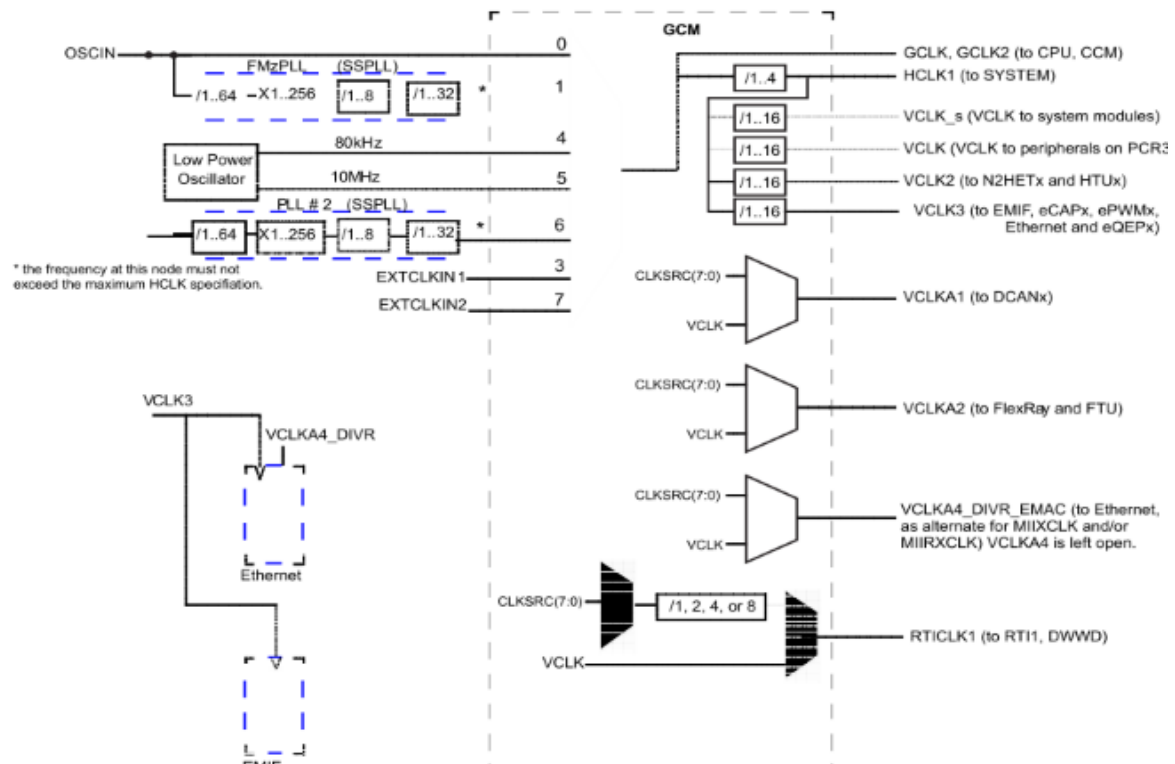 GCM
OSCIN
0
GCLK, GCLK2 (to CPU, CCM)
FMzPLL (SSPLL)
/1..64
X1..256
/1..8
/1..32
*
1
/1..4
HCLK1 (to SYSTEM)
/1..16
VCLK_s (VCLK to system modules)
Low Power
Oscillator
80kHz
4
/1..16
VCLK (VCLK to peripherals on PCR3
10MHz
5
/1..16
VCLK2 (to N2HETx and HTUx)
PLL # 2 (SSPLL)
/1..64
X1..256
/1..8
/1..32
*
6
/1..16
VCLK3 (to EMIF, eCAPx, ePWMx,
Ethernet and eQEPx)
* the frequency at this node must not
exceed the maximum HCLK specifiation.
EXTCLKIN1
3
EXTCLKIN2
7
CLKSRC(7:0)
VCLK
VCLKA1 (to DCANx)
CLKSRC(7:0)
VCLK
VCLKA2 (to FlexRay and FTU)
VCLK3
VCLKA4_DIVR
Ethernet
CLKSRC(7:0)
VCLK
VCLKA4_DIVR_EMAC (to Ethernet,
as alternate for MIIXCLK and/or
MIIRXCLK) VCLKA4 is left open.
CLKSRC(7:0)
/1, 2, 4, or 8
VCLK
RTICLK1 (to RTI1, DWWD)
EMIF